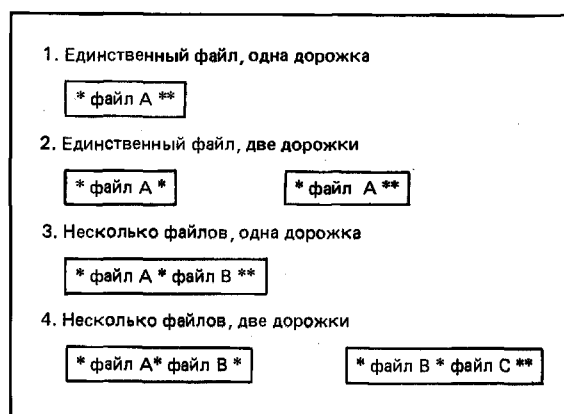 1. Единственный файл, одна дорожка
* файл А **
2. Единственный файл, две дорожки
* файл А * * файл А **
3. Несколько файлов, одна дорожка
* файл А * файл В **
4. Несколько файлов, две дорожки
* файл А* файл В * * файл В * файл С **